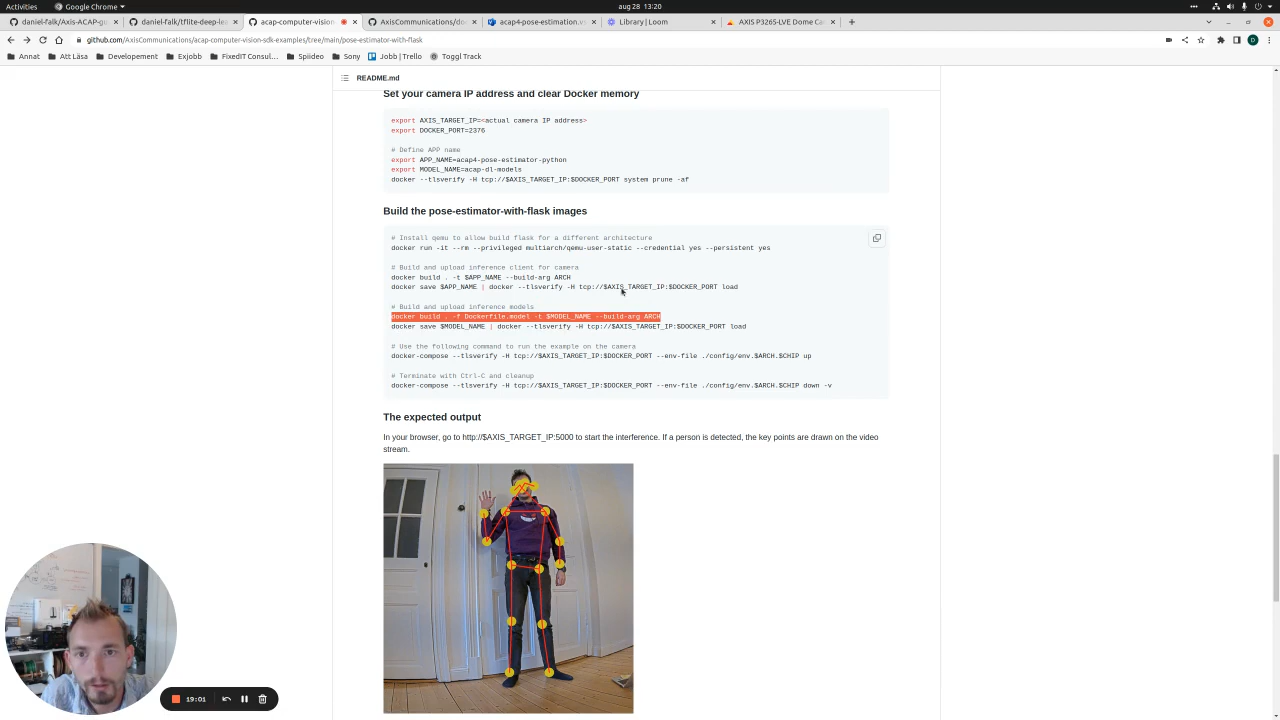 Activities
Google Chrome
aug 28 13:20
daniel-falk/Axis-ACAP-gu
daniel-falk/tflite-deep-lea
acap-computer-vision
AxisCommunications/do
acap4-pose-estimation.vs
Library | Loom
AXIS P3265-LVE Dome Ca
github.com/AxisCommunications/acap-computer-vision-sdk-examples/tree/main/pose-estimator-with-flask
D
Annat
Att Läsa
Developement
Exjobb
FixedIT Consul...
Spiideo
Sony
Jobb | Trello
Toggl Track
README.md
Set your camera IP address and clear Docker memory
export AXIS_TARGET_IP=<actual camera IP address>
export DOCKER_PORT=2376
# Define APP name
export APP_NAME=acap4-pose-estimator-python
export MODEL_NAME=acap-dl-models
docker --tlsverify -H tcp://$AXIS_TARGET_IP:$DOCKER_PORT system prune -af
Build the pose-estimator-with-flask images
# Install qemu to allow build flask for a different architecture
docker run -it --rm --privileged multiarch/qemu-user-static --credential yes --persistent yes
# Build and upload inference client for camera
docker build . -t $APP_NAME --build-arg ARCH
docker save $APP_NAME | docker --tlsverify -H tcp://$AXIS_TARGET_IP:$DOCKER_PORT load
# Build and upload inference models
docker build . -f Dockerfile.model -t $MODEL_NAME --build-arg ARCH
docker save $MODEL_NAME | docker --tlsverify -H tcp://$AXIS_TARGET_IP:$DOCKER_PORT load
# Use the following command to run the example on the camera
docker-compose --tlsverify -H tcp://$AXIS_TARGET_IP:$DOCKER_PORT --env-file ./config/env.$ARCH.$CHIP up
# Terminate with Ctrl-C and cleanup
docker-compose --tlsverify -H tcp://$AXIS_TARGET_IP:$DOCKER_PORT --env-file ./config/env.$ARCH.$CHIP down -v
The expected output
In your browser, go to http://$AXIS_TARGET_IP:5000 to start the interference. If a person is detected, the key points are drawn on the video
stream.
19:01